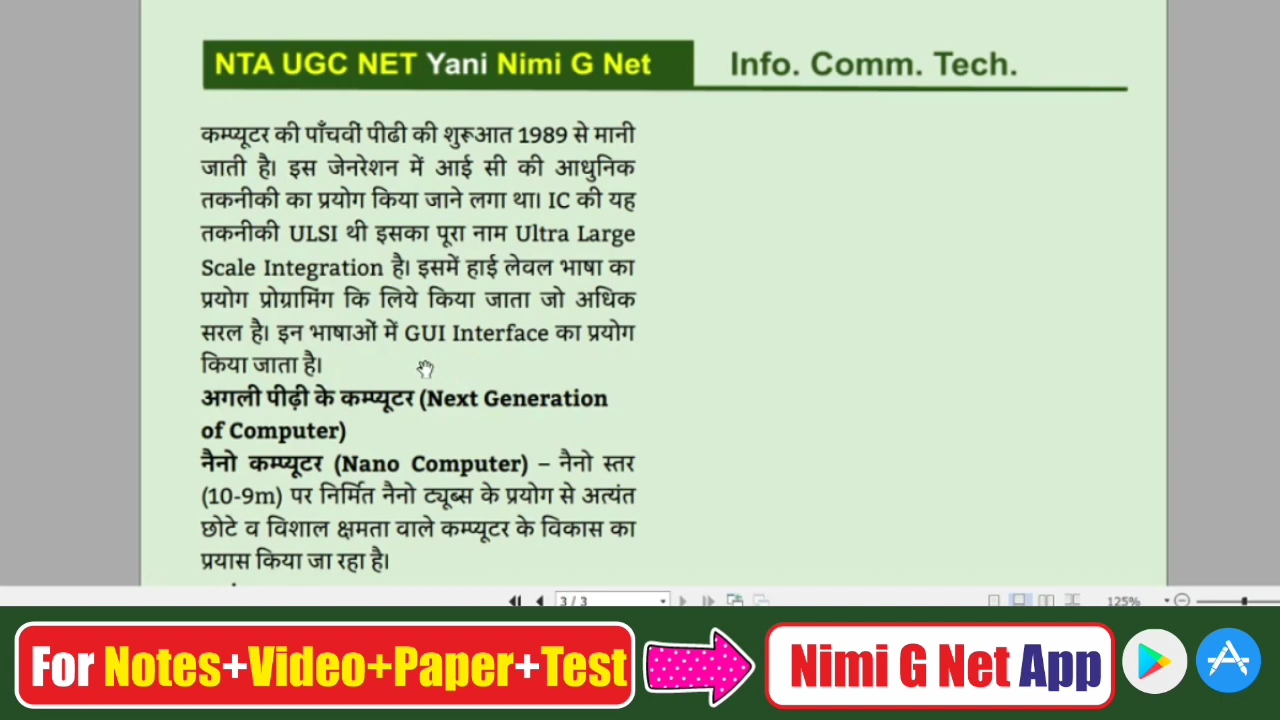 NTA UGC NET Yani Nimi G Net
Info. Comm. Tech.
कम्प्यूटर की पाँचवीं पीढी की शुरूआत 1989 से मानी
जाती है। इस जेनरेशन में आई सी की आधुनिक
तकनीकी का प्रयोग किया जाने लगा था। IC की यह
तकनीकी ULSI थी इसका पूरा नाम Ultra Large
Scale Integration है। इसमें हाई लेवल भाषा का
प्रयोग प्रोग्रामिंग कि लिये किया जाता जो अधिक
सरल है। इन भाषाओं में GUI Interface का प्रयोग
किया जाता है।
अगली पीढ़ी के कम्प्यूटर (Next Generation
of Computer)
नैनो कम्प्यूटर (Nano Computer) – नैनो स्तर
(10-9m) पर निर्मित नैनो ट्यूब्स के प्रयोग से अत्यंत
छोटे व विशाल क्षमता वाले कम्प्यूटर के विकास का
प्रयास किया जा रहा है।
3 / 3
125%
For Notes+Video+Paper+Test
Nimi G Net App